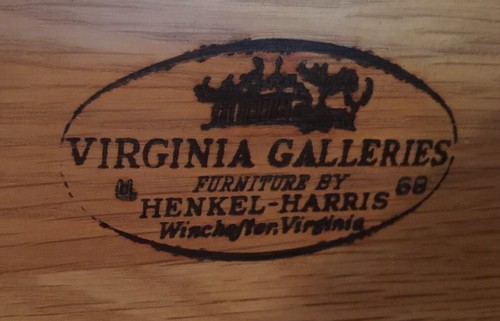 VIRGINIA GALLERIES
FURNITURE BY
68
HENKEL-HARRIS
Winchester, Virginia